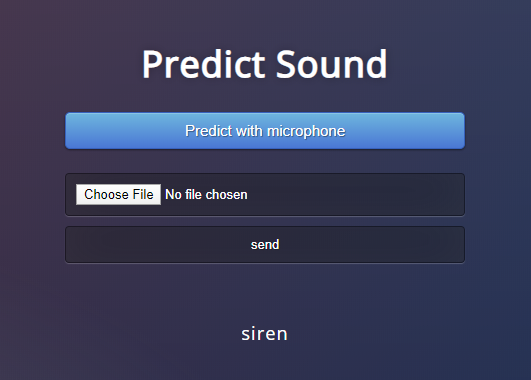 Predict Sound
Predict with microphone
Choose File No file chosen
send
siren